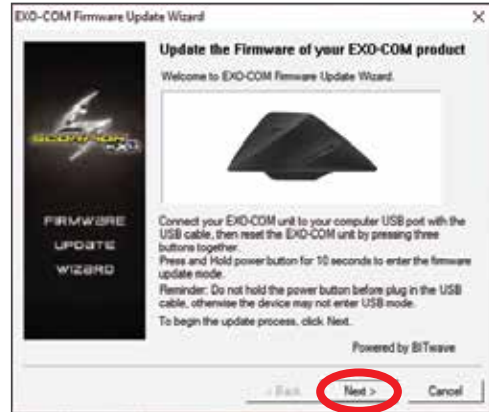 EXO-COM Firmware Update Wizard
Update the Firmware of your EXO-COM product
Welcome to EXO-COM Firmware Update Wizard.
SCORPION
EXO
FIRMWARE
UPDATE
WIZARD
Connect your EXO-COM unit to your computer USB port with the
USB cable, then reset the EXO-COM unit by pressing three
buttons together.
Press and Hold power button for 10 seconds to enter the firmware
update mode.
Reminder: Do not hold the power button before plug in the USB
cable, otherwise the device may not enter USB mode.
To begin the update process, click Next.
Powered by BITwave
< Back
Next >
Cancel